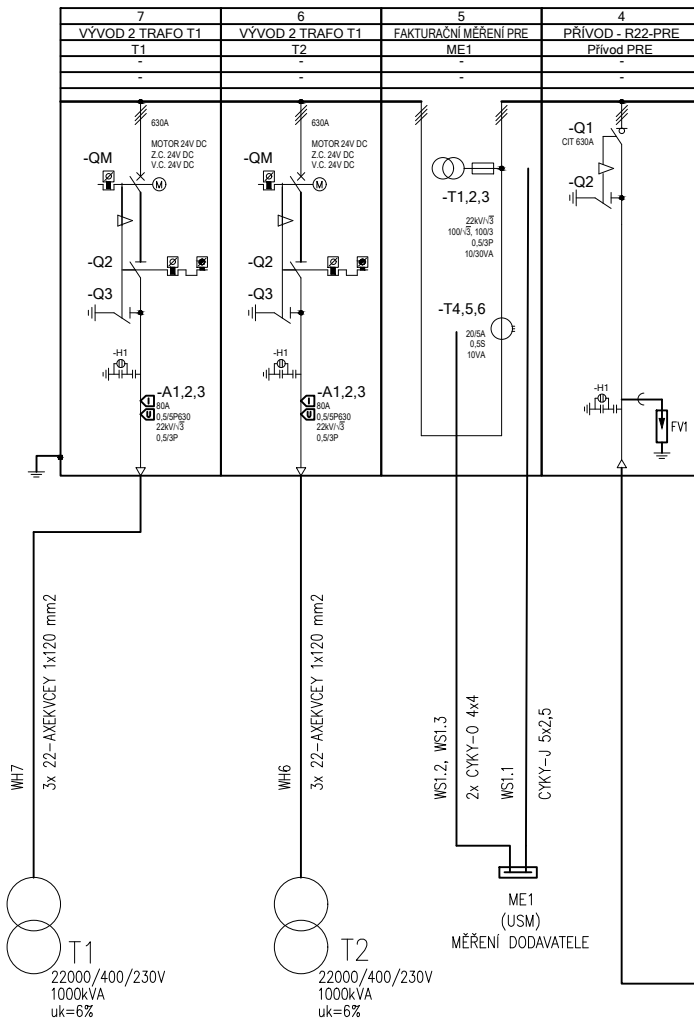 7
VÝVOD 2 TRAFO T1
T1
-
-
6
VÝVOD 2 TRAFO T1
T2
-
-
5
FAKTURAČNÍ MĚŘENÍ PRE
ME1
-
-
4
PŘÍVOD - R22-PRE
Přívod PRE
-
-
630A
MOTOR 24V DC
Z.C. 24V DC
V.C. 24V DC
-QM
M
-Q2
-Q3
-H1
-A1,2,3
I
U
80A
0,5/5P630
22kV/√3
0,5/3P
630A
MOTOR 24V DC
Z.C. 24V DC
V.C. 24V DC
-QM
M
-Q2
-Q3
-H1
-A1,2,3
I
U
80A
0,5/5P630
22kV/√3
0,5/3P
-T1,2,3
22kV/√3
100/√3, 100/3
0,5/3P
10/30VA
-T4,5,6
20/5A
0,5S
10VA
-Q1
CIT 630A
-Q2
-H1
FV1
WH7
3x 22-AXEKVCEY 1x120 mm2
WH6
3x 22-AXEKVCEY 1x120 mm2
WS1.2, WS1.3
2x CYKY-O 4x4
WS1.1
CYKY-J 5x2,5
ME1
(USM)
MĚŘENÍ DODAVATELE
T1
22000/400/230V
1000kVA
uk=6%
T2
22000/400/230V
1000kVA
uk=6%